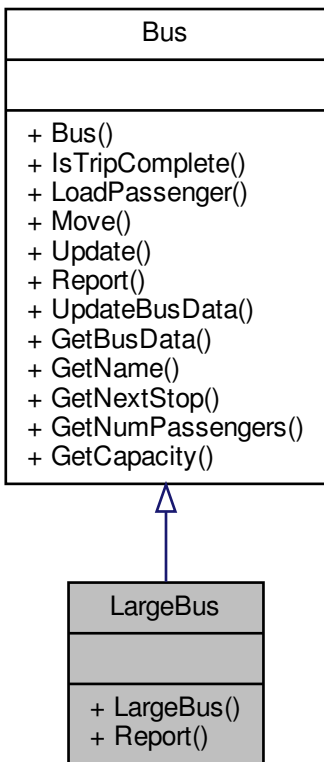 Bus
+ Bus()
+ IsTripComplete()
+ LoadPassenger()
+ Move()
+ Update()
+ Report()
+ UpdateBusData()
+ GetBusData()
+ GetName()
+ GetNextStop()
+ GetNumPassengers()
+ GetCapacity()
LargeBus
+ LargeBus()
+ Report()